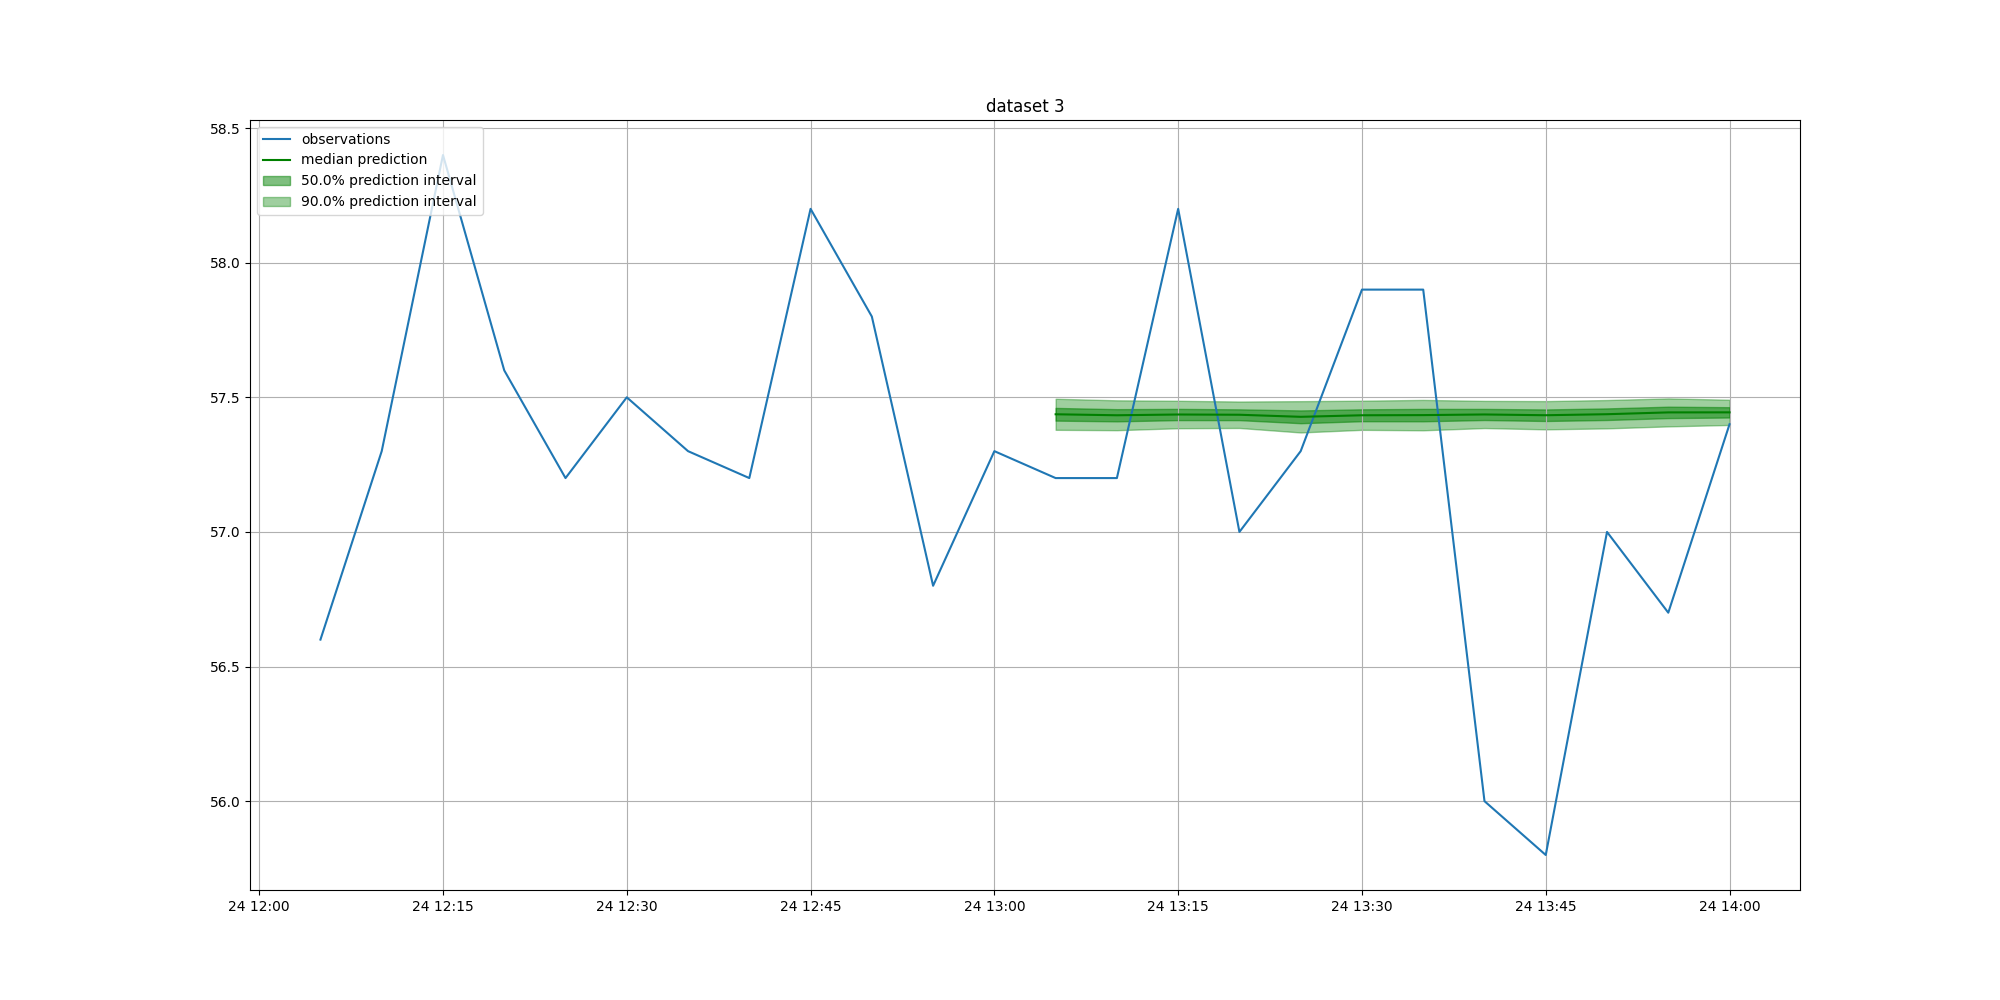 dataset 3
observations
median prediction
50.0% prediction interval
90.0% prediction interval
58.5
58.0
57.5
57.0
56.5
56.0
24 12:00 24 12:15 24 12:30 24 12:45 24 13:00 24 13:15 24 13:30 24 13:45 24 14:00